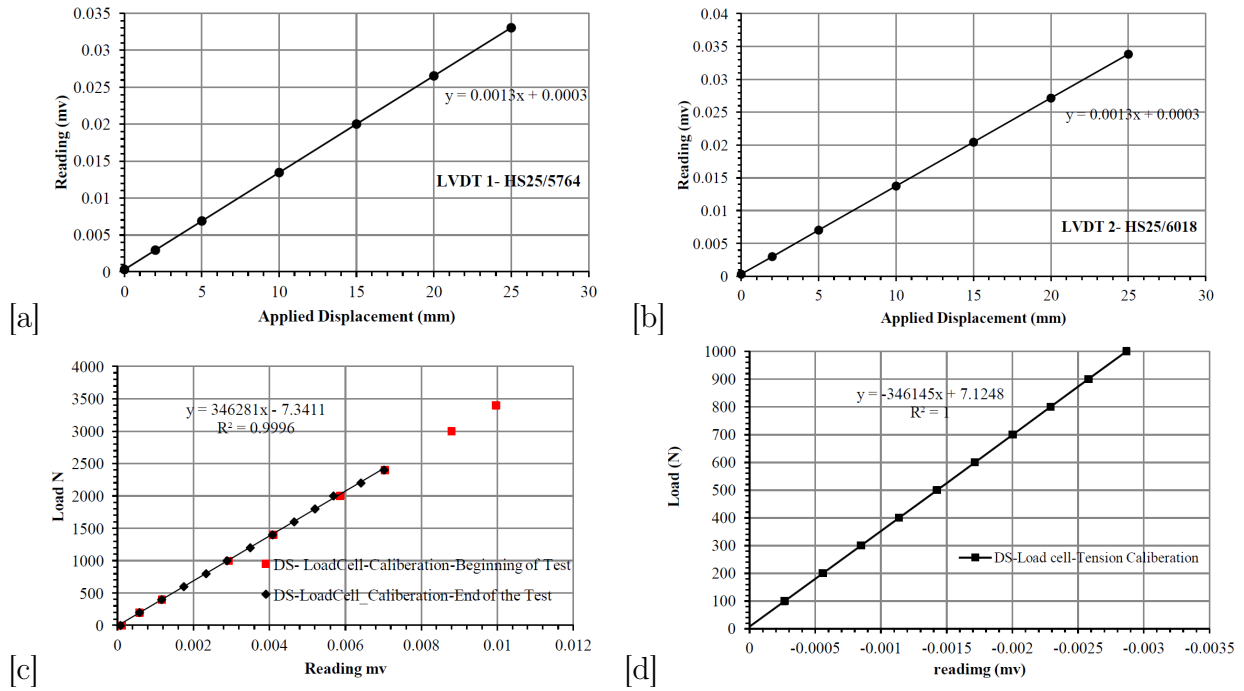 0.035
0.03
0.025
0.02
0.015
0.01
0.005
0
Reading (mv)
y = 0.0013x + 0.0003
LVDT 1- HS25/5764
0 5 10 15 20 25 30
Applied Displacement (mm)
[a]
0.04
0.035
0.03
0.025
0.02
0.015
0.01
0.005
0
Reading (mv)
y = 0.0013x + 0.0003
LVDT 2- HS25/6018
0 5 10 15 20 25 30
Applied Displacement (mm)
[b]
4000
3500
3000
2500
2000
1500
1000
500
0
Load N
y = 346281x - 7.3411
R² = 0.9996
DS- LoadCell-Caliberation-Beginning of Test
DS-LoadCell_Caliberation-End of the Test
0 0.002 0.004 0.006 0.008 0.01 0.012
Reading mv
[c]
1000
900
800
700
600
500
400
300
200
100
0
Load (N)
y = -346145x + 7.1248
R² = 1
DS-Load cell-Tension Caliberation
0 -0.0005 -0.001 -0.0015 -0.002 -0.0025 -0.003 -0.0035
readimg (mv)
[d]